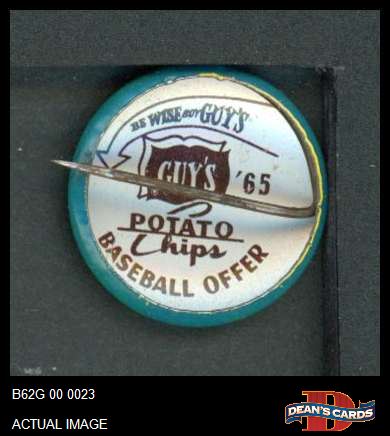 BE WISE BUY GUY'S
GUY'S '65
POTATO
Chips
BASEBALL OFFER
B62G 00 0023
ACTUAL IMAGE
D
DEAN'S CARDS